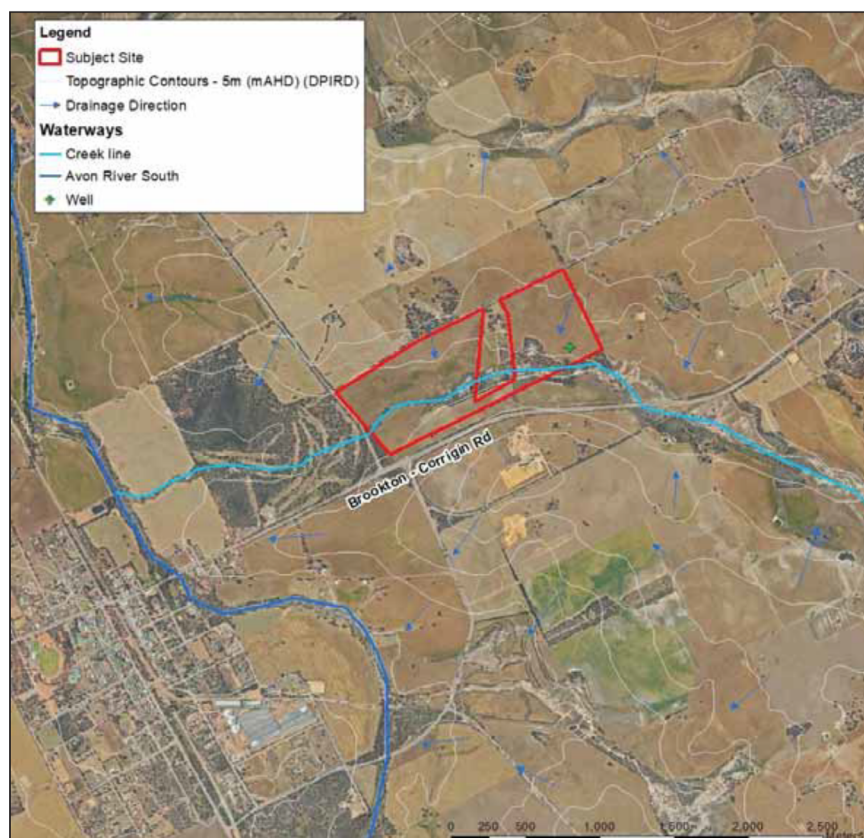 Legend
Subject Site
Topographic Contours - 5m (mAHD) (DPIRD)
Drainage Direction
Waterways
Creek line
Avon River South
Well
Brookton - Corrigin Rd
0 250 500 1,000 1,500 2,000 2,500